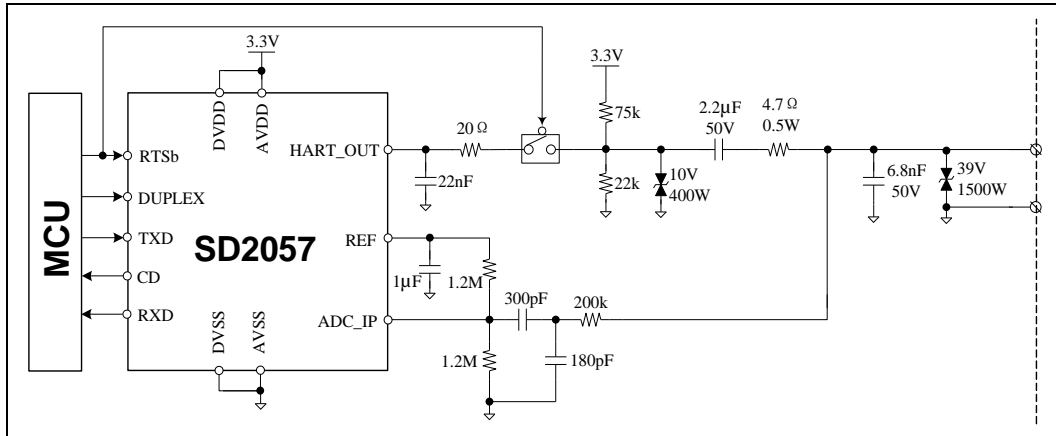 MCU
SD2057
3.3V
DVDD
AVDD
RTSb
DUPLEX
TXD
CD
RXD
DVSS
AVSS
HART_OUT
REF
ADC_IP
20Ω
22nF
1µF
1.2M
1.2M
300pF
180pF
200k
3.3V
75k
22k
10V
400W
2.2µF
50V
4.7Ω
0.5W
6.8nF
50V
39V
1500W